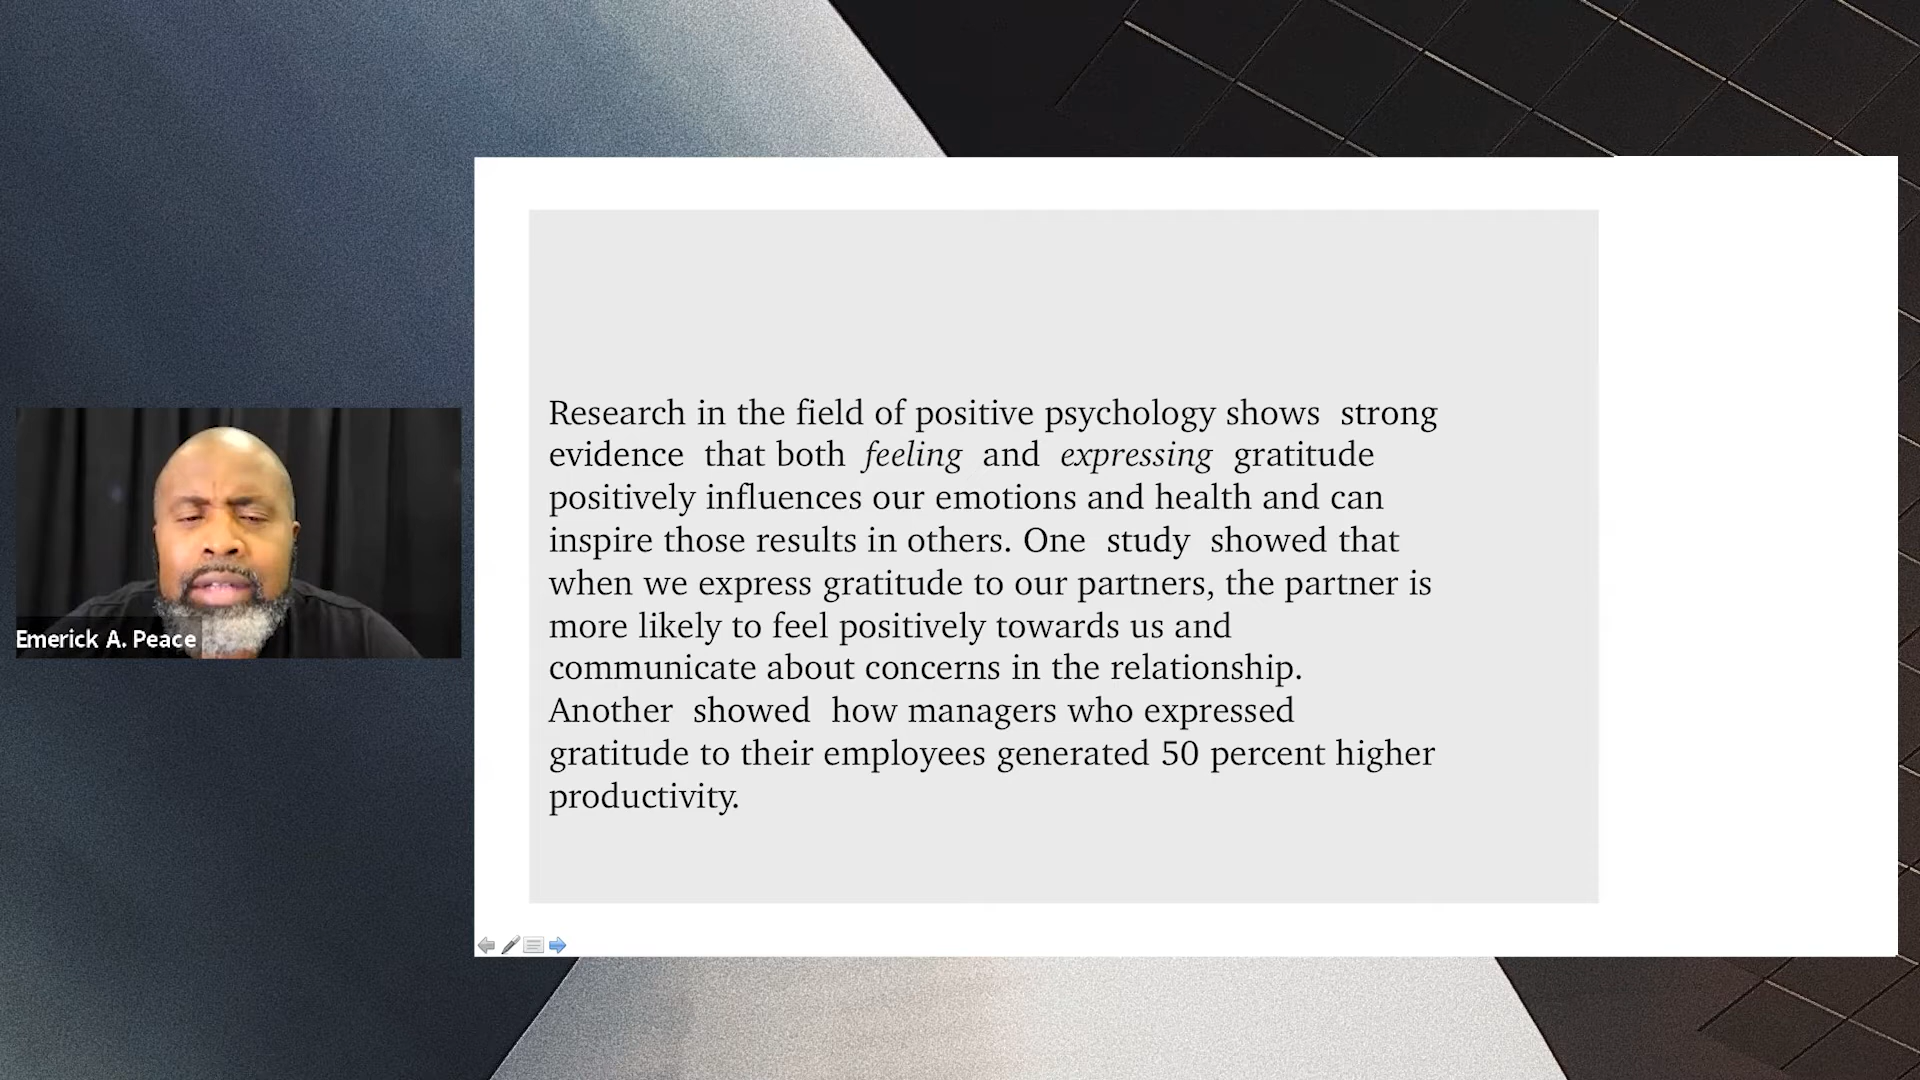 Emerick A. Peace
Research in the field of positive psychology shows strong
evidence that both feeling and expressing gratitude
positively influences our emotions and health and can
inspire those results in others. One study showed that
when we express gratitude to our partners, the partner is
more likely to feel positively towards us and
communicate about concerns in the relationship.
Another showed how managers who expressed
gratitude to their employees generated 50 percent higher
productivity.